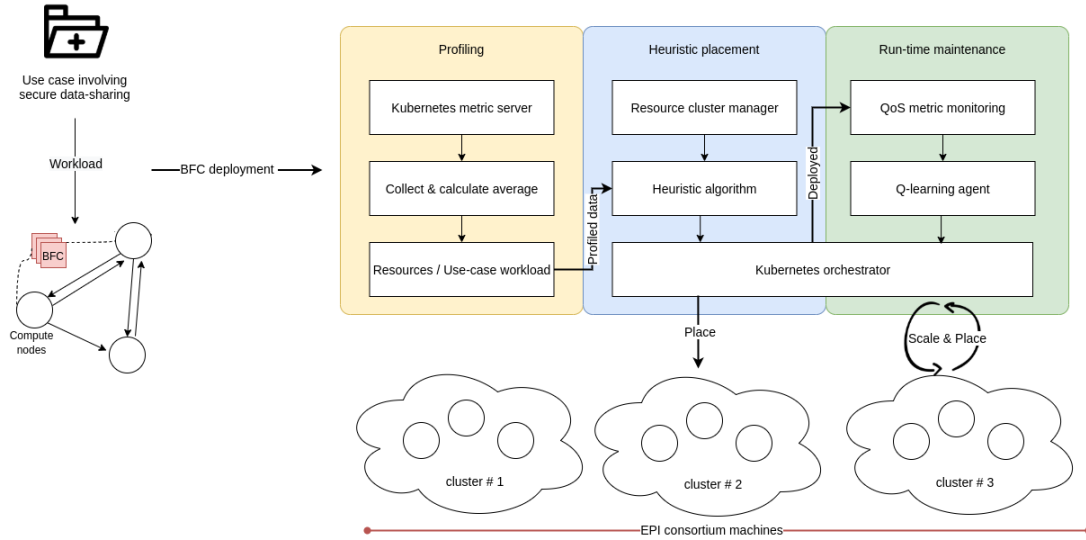 Use case involving
secure data-sharing
Workload
BFC
Compute
nodes
BFC deployment
Profiling
Kubernetes metric server
Collect & calculate average
Resources / Use-case workload
Profiled data
Heuristic placement
Resource cluster manager
Heuristic algorithm
Kubernetes orchestrator
Deployed
Run-time maintenance
QoS metric monitoring
Q-learning agent
Place
Scale & Place
cluster # 1
cluster # 2
cluster # 3
EPI consortium machines